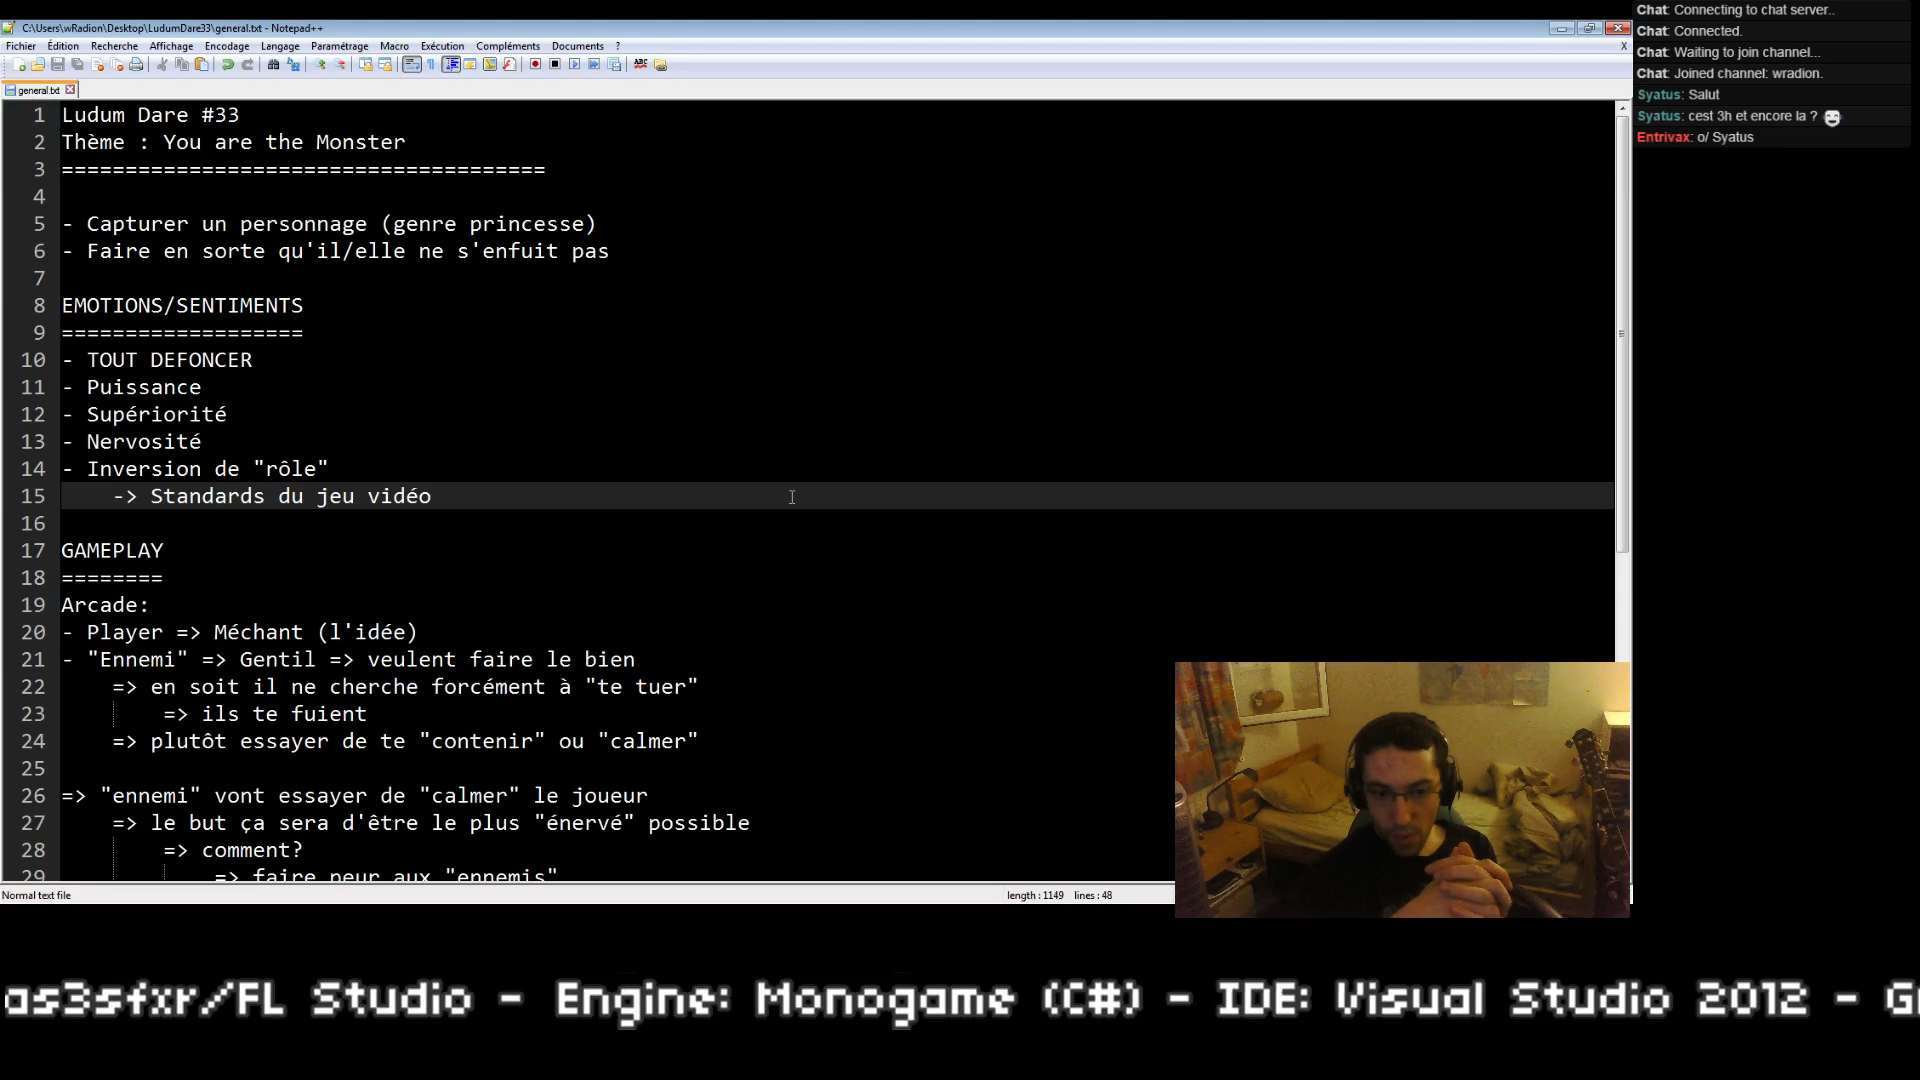 C:\Users\wRadion\Desktop\LudumDare33\general.txt - Notepad++
Fichier Édition Recherche Affichage Encodage Langage Paramétrage Macro Exécution Compléments Documents ? X
general.txt
1 Ludum Dare #33
2 Thème : You are the Monster
3 ======================================
4
5 - Capturer un personnage (genre princesse)
6 - Faire en sorte qu'il/elle ne s'enfuit pas
7
8 EMOTIONS/SENTIMENTS
9 ===================
10 - TOUT DEFONCER
11 - Puissance
12 - Supériorité
13 - Nervosité
14 - Inversion de "rôle"
15 -> Standards du jeu vidéo
16
17 GAMEPLAY
18 ========
19 Arcade:
20 - Player => Méchant (l'idée)
21 - "Ennemi" => Gentil => veulent faire le bien
22 => en soit il ne cherche forcément à "te tuer"
23 => ils te fuient
24 => plutôt essayer de te "contenir" ou "calmer"
25
26 => "ennemi" vont essayer de "calmer" le joueur
27 => le but ça sera d'être le plus "énervé" possible
28 => comment?
29 => faire peur aux "ennemis"
Normal text file length : 1149 lines : 48
Chat: Connecting to chat server..
Chat: Connected.
Chat: Waiting to join channel...
Chat: Joined channel: wradion.
Syatus: Salut
Syatus: cest 3h et encore la ?
Entrivax: o/ Syatus
as3sfxr/FL Studio - Engine: Monogame (C#) - IDE: Visual Studio 2012 - G